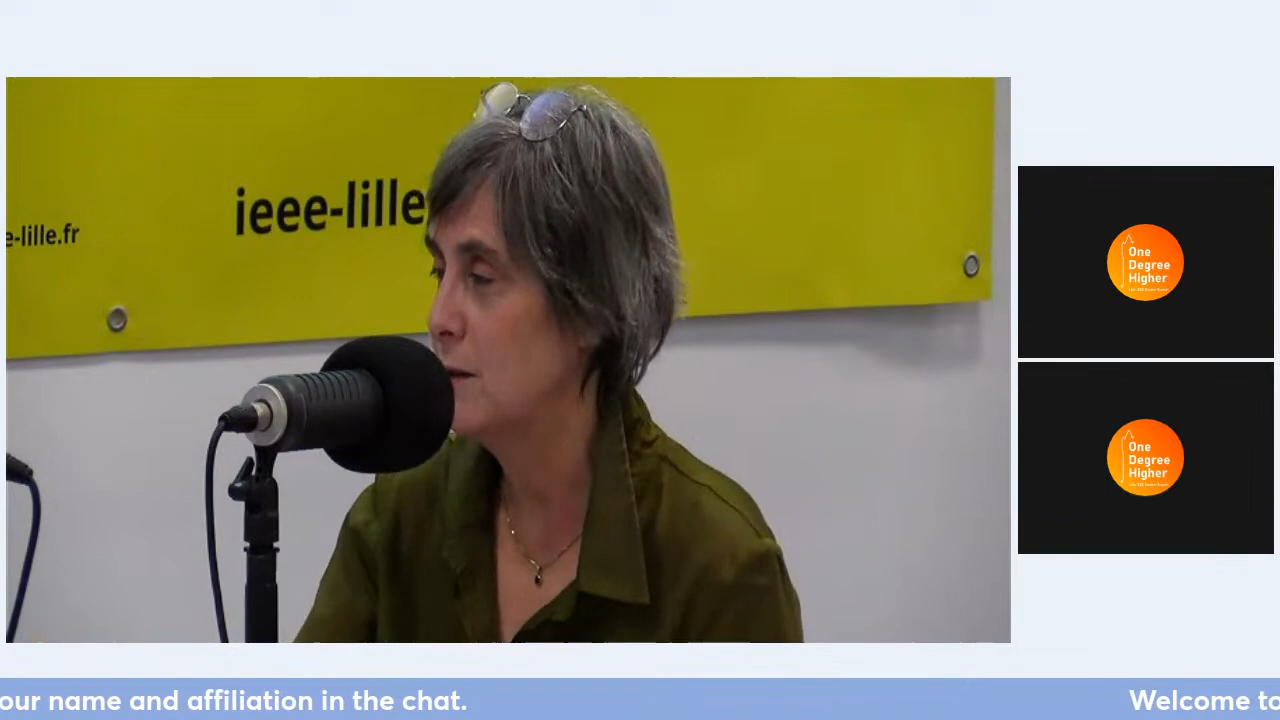 e-lille.fr
ieee-lille
One
Degree
Higher
One
Degree
Higher
our name and affiliation in the chat.
Welcome to